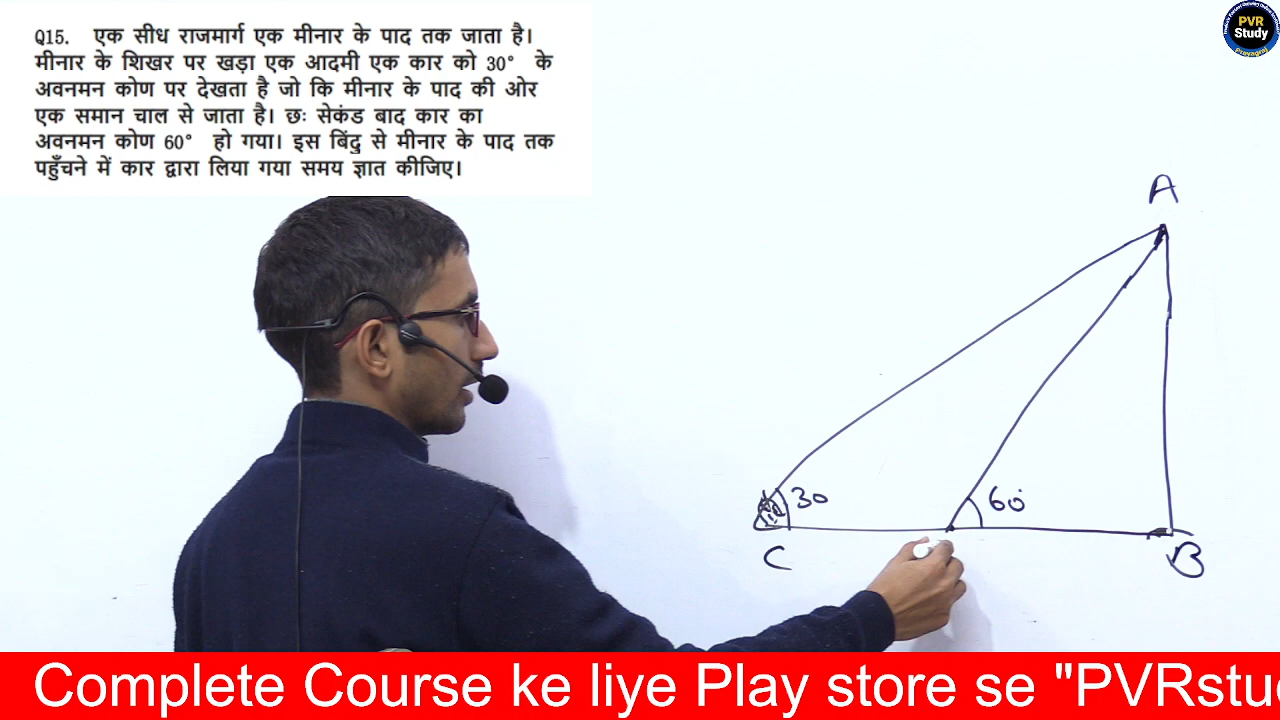 Q15. एक सीध राजमार्ग एक मीनार के पाद तक जाता है।
मीनार के शिखर पर खड़ा एक आदमी एक कार को 30° के
अवनमन कोण पर देखता है जो कि मीनार के पाद की ओर
एक समान चाल से जाता है। छः सेकंड बाद कार का
अवनमन कोण 60° हो गया। इस बिंदु से मीनार के पाद तक
पहुँचने में कार द्वारा लिया गया समय ज्ञात कीजिए।
PVR
Study
Prayagraj
A
30
60°
C
B
Complete Course ke liye Play store se "PVRstu